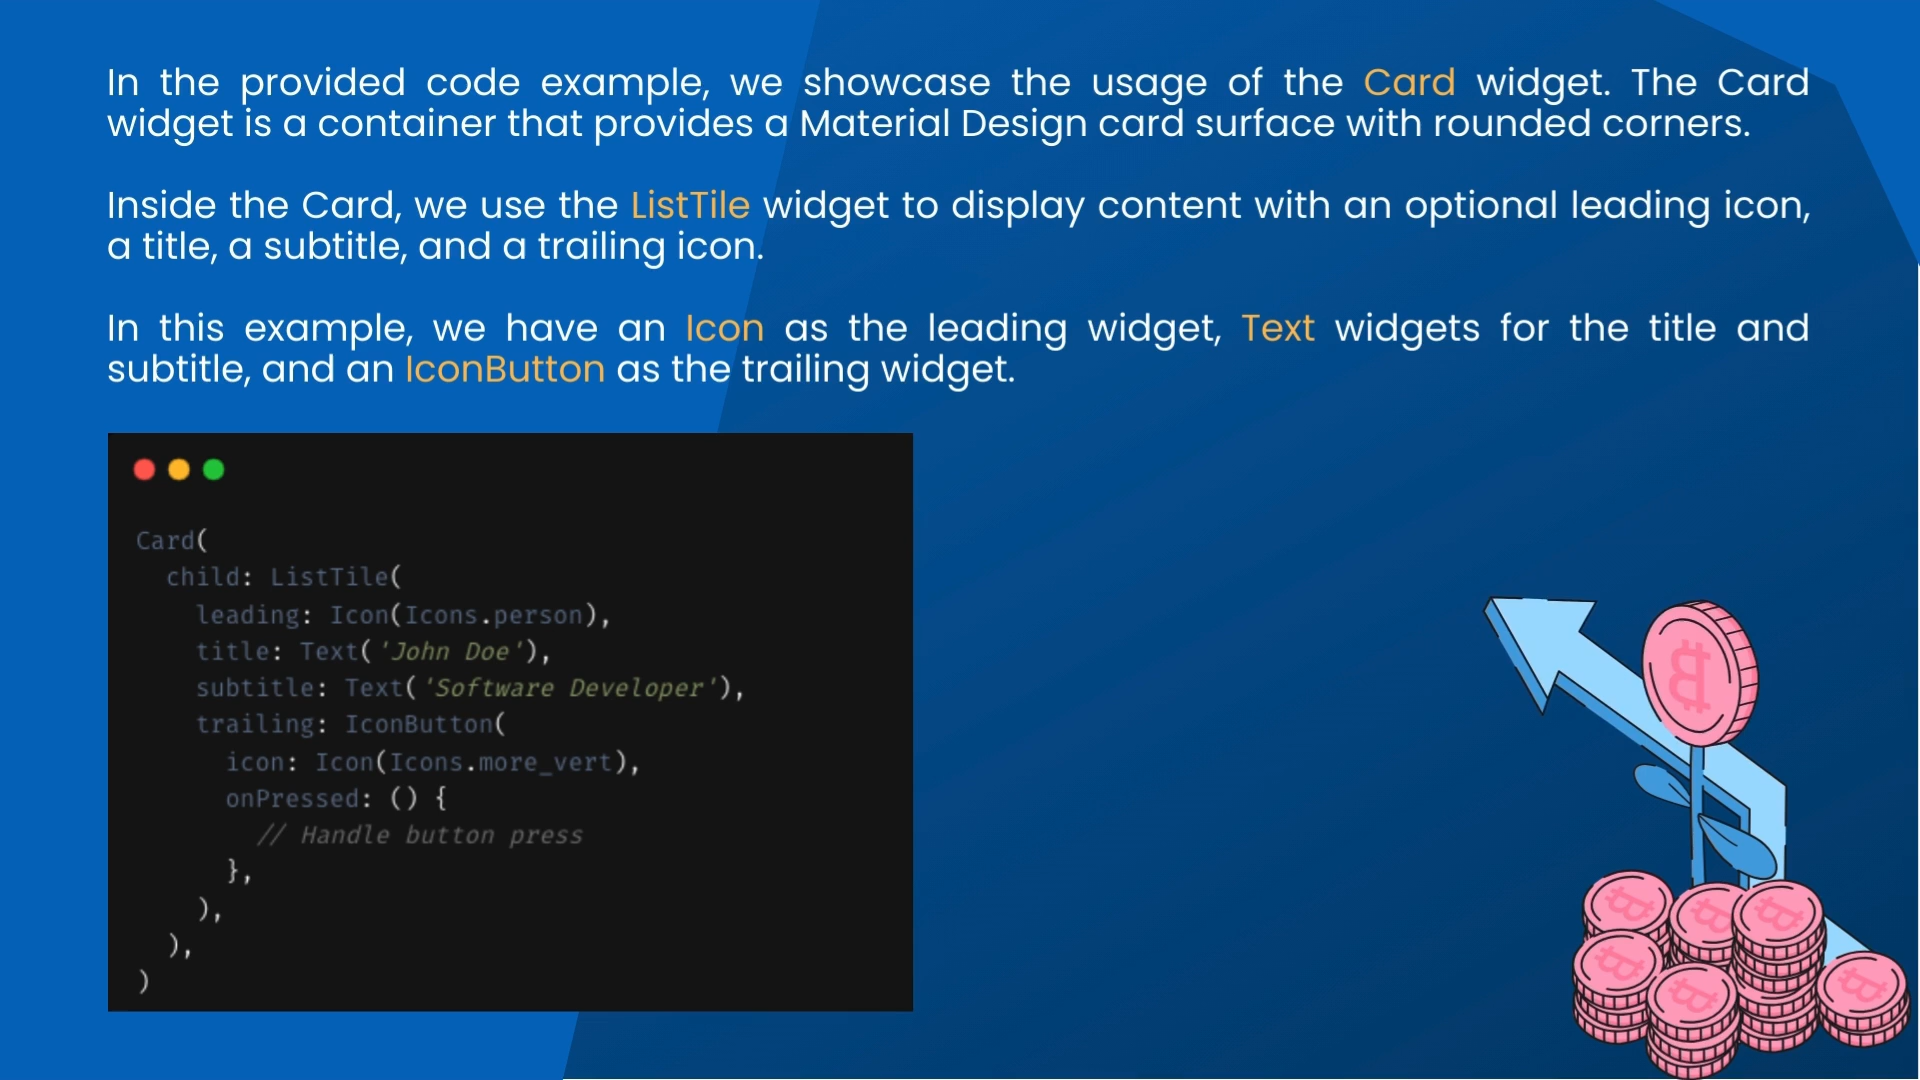 In the provided code example, we showcase the usage of the Card widget. The Card
widget is a container that provides a Material Design card surface with rounded corners.
Inside the Card, we use the ListTile widget to display content with an optional leading icon,
a title, a subtitle, and a trailing icon.
In this example, we have an Icon as the leading widget, Text widgets for the title and
subtitle, and an IconButton as the trailing widget.
Card(
  child: ListTile(
    leading: Icon(Icons.person),
    title: Text('John Doe'),
    subtitle: Text('Software Developer'),
    trailing: IconButton(
      icon: Icon(Icons.more_vert),
      onPressed: () {
        // Handle button press
      },
    ),
  ),
)